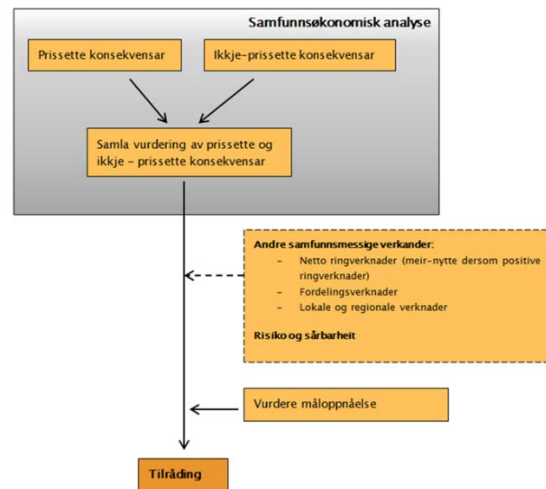 Samfunnsøkonomisk analyse
Prissette konsekvensar
Ikkje-prissette konsekvensar
Samla vurdering av prissette og
ikkje – prissette konsekvensar
Andre samfunnsmessige verkander:
– Netto ringverknader (meir-nytte dersom positive
ringverknader)
– Fordelingsverknader
– Lokale og regionale verknader
Risiko og sårbarheit
Vurdere måloppnåelse
Tilråding